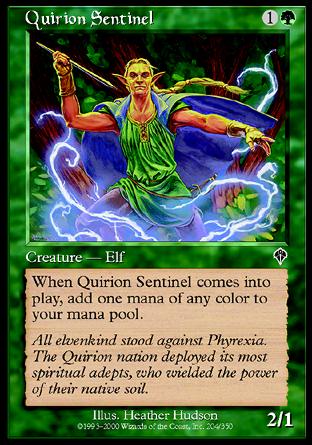 Quirion Sentinel 1
Creature — Elf
When Quirion Sentinel comes into
play, add one mana of any color to
your mana pool.
All elvenkind stood against Phyrexia.
The Quirion nation deployed its most
spiritual adepts, who wielded the power
of their native soil.
2/1
Illus. Heather Hudson
©1993–2000 Wizards of the Coast, Inc. 204/350